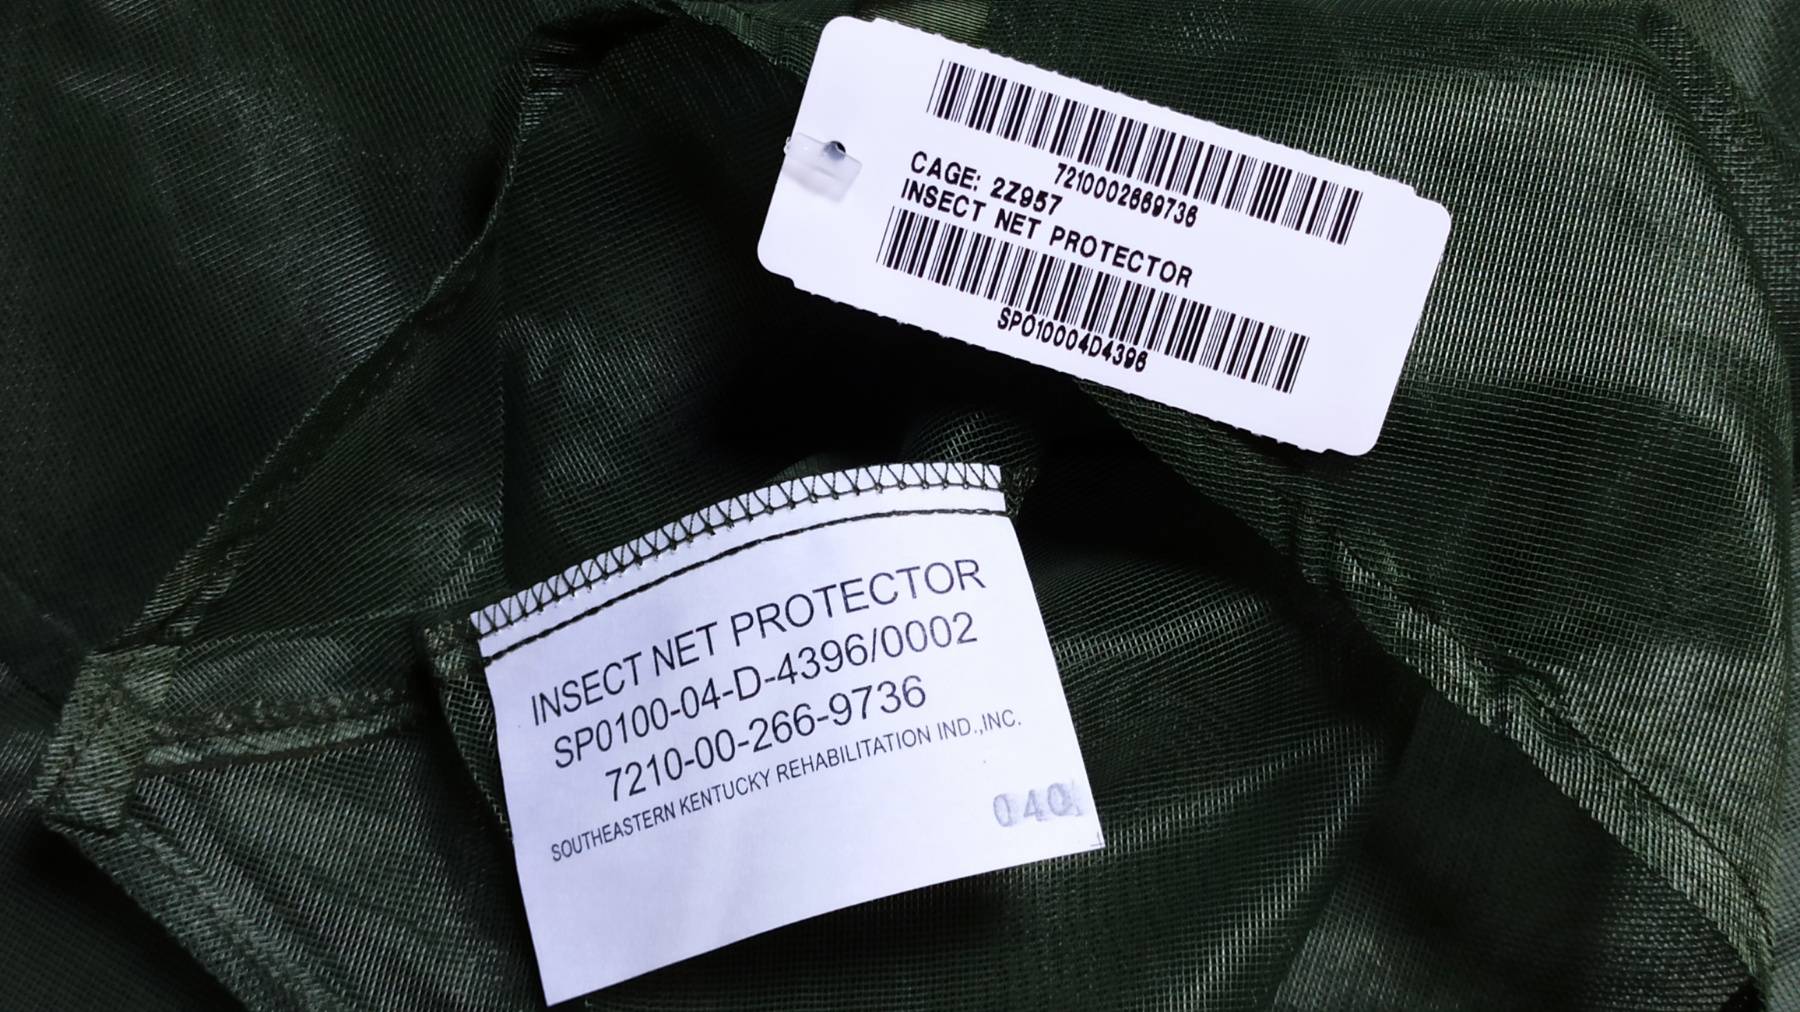 7210002669736
CAGE: 2Z957
INSECT NET PROTECTOR
SPO10004D4396
INSECT NET PROTECTOR
SP0100-04-D-4396/0002
7210-00-266-9736
SOUTHEASTERN KENTUCKY REHABILITATION IND.,INC.
040